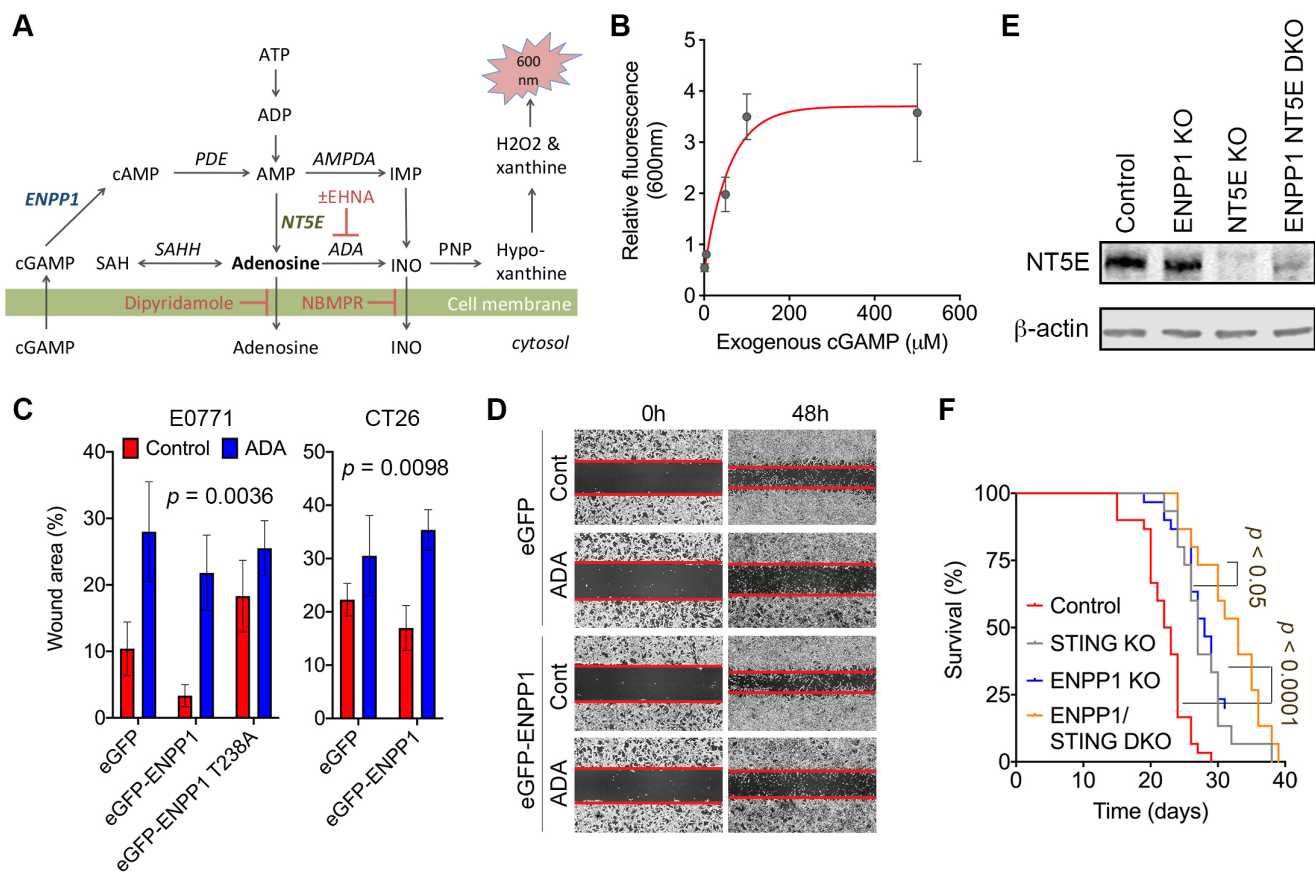 A
ATP
ADP
cAMP
PDE
AMP
AMPDA
IMP
600
nm
H2O2 &
xanthine
ENPP1
±EHNA
NT5E
cGAMP
SAH
SAHH
Adenosine
ADA
INO
PNP
Hypo-
xanthine
Dipyridamole
NBMPR
Cell membrane
cGAMP
Adenosine
INO
cytosol
B
Relative fluorescence
(600nm)
5
4
3
2
1
0
0
200
400
600
Exogenous cGAMP (μM)
E
Control
ENPP1 KO
NT5E KO
ENPP1 NT5E DKO
NT5E
β-actin
C
E0771
CT26
Control
ADA
Wound area (%)
40
30
20
10
0
p = 0.0036
eGFP
eGFP-ENPP1
eGFP-ENPP1 T238A
50
40
30
20
10
0
p = 0.0098
eGFP
eGFP-ENPP1
D
0h
48h
eGFP
Cont
ADA
eGFP-ENPP1
Cont
ADA
F
Survival (%)
100
75
50
25
0
Control
STING KO
ENPP1 KO
ENPP1/
STING DKO
p < 0.05
p < 0.0001
0
10
20
30
40
Time (days)